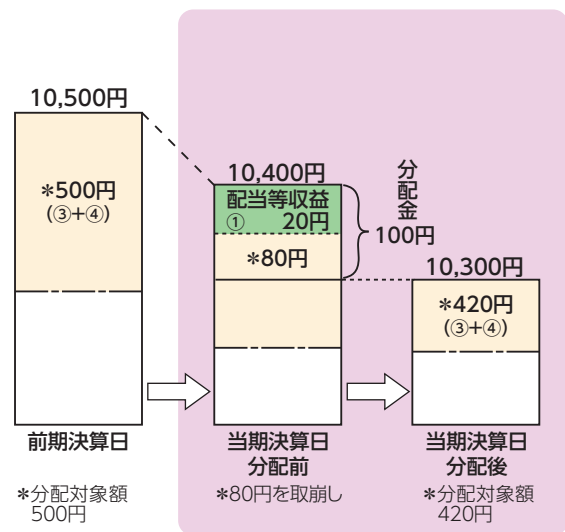 10,500円
*500円
(③+④)
前期決算日
*分配対象額
500円
10,400円
配当等収益
① 20円
*80円
分配金
100円
当期決算日
分配前
*80円を取崩し
10,300円
*420円
(③+④)
当期決算日
分配後
*分配対象額
420円